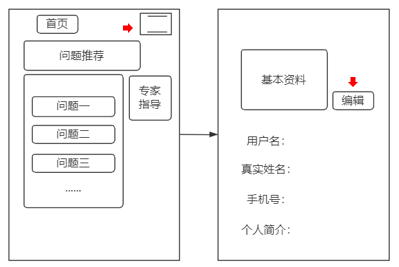 首页
问题推荐
专家
指导
问题一
问题二
问题三
......
基本资料
编辑
用户名：
真实姓名：
手机号：
个人简介：